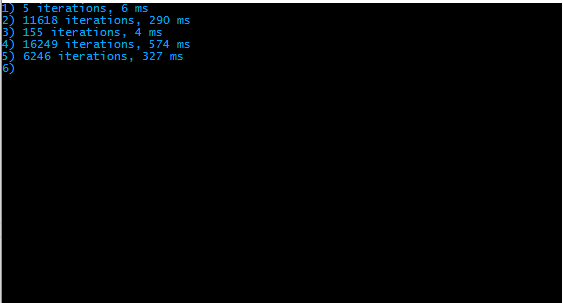 1) 5 iterations, 6 ms
2) 11618 iterations, 290 ms
3) 155 iterations, 4 ms
4) 16249 iterations, 574 ms
5) 6246 iterations, 327 ms
6)